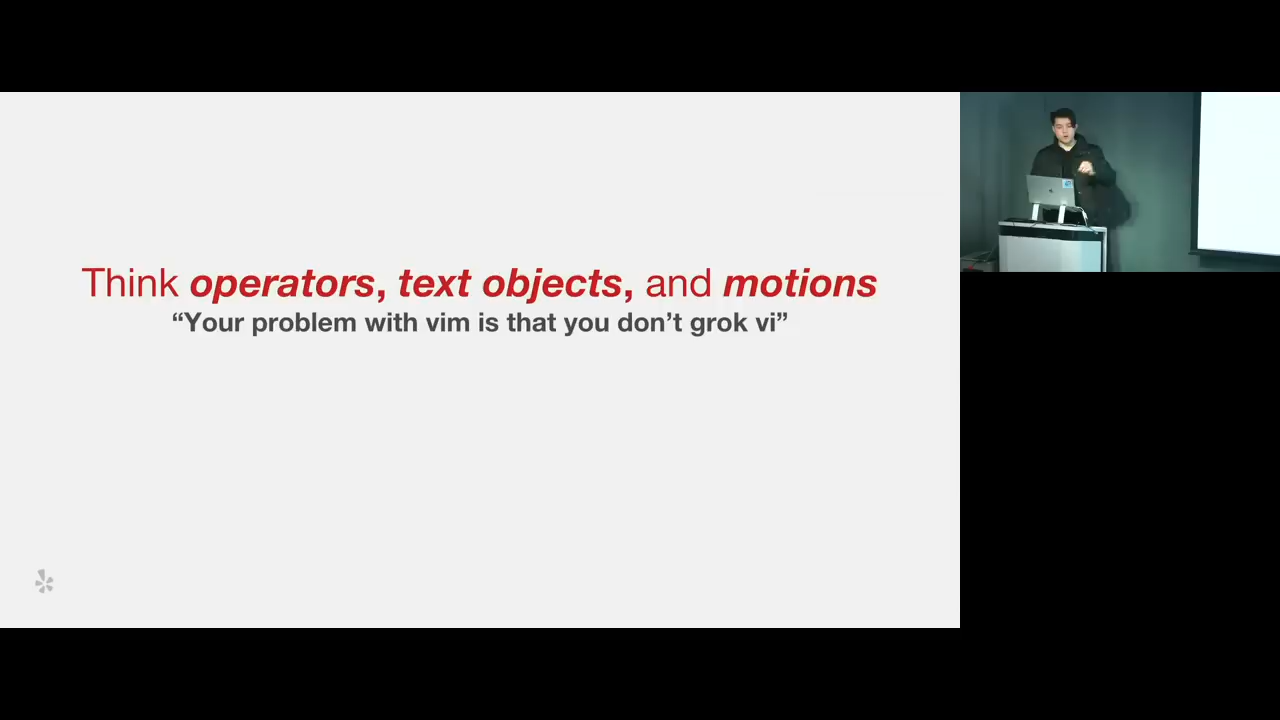 Think operators, text objects, and motions
“Your problem with vim is that you don’t grok vi”